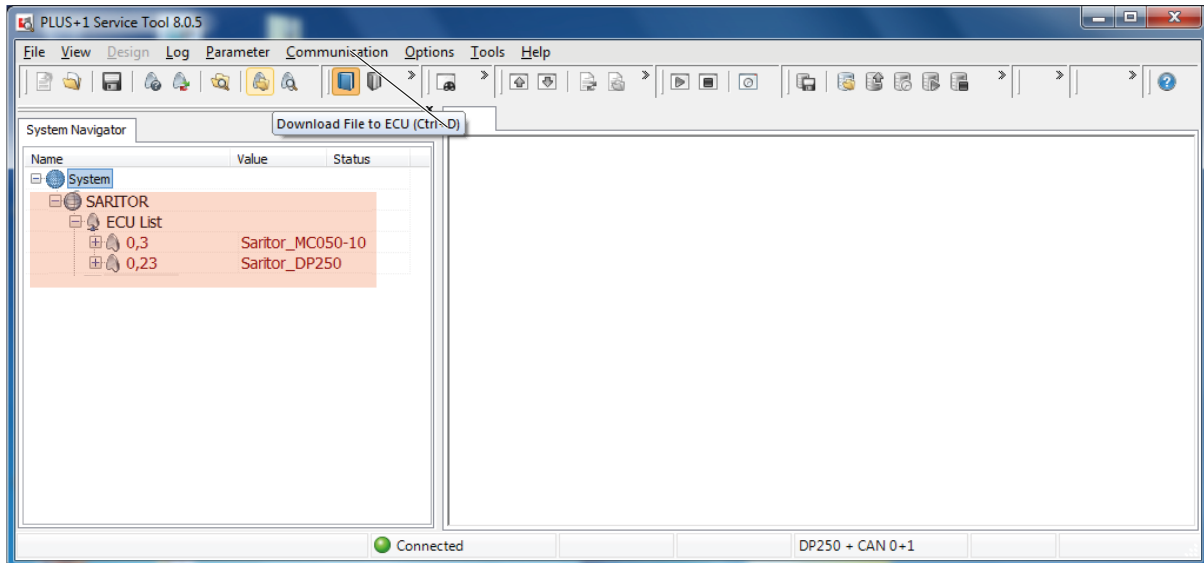 PLUS+1 Service Tool 8.0.5
File View Design Log Parameter Communication Options Tools Help
Download File to ECU (Ctrl+D)
System Navigator
Name Value Status
System
SARITOR
ECU List
0,3 Saritor_MC050-10
0,23 Saritor_DP250
Connected DP250 + CAN 0+1